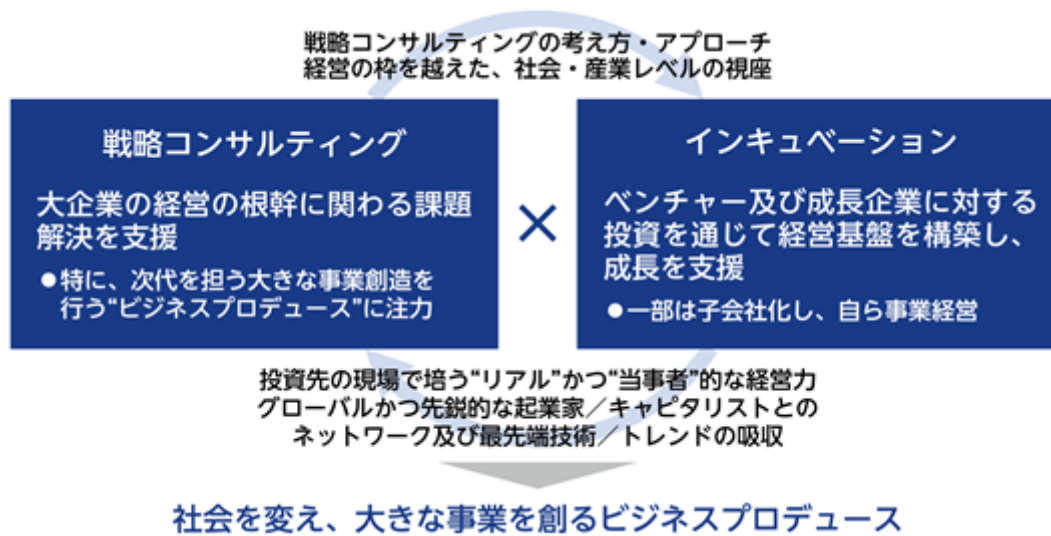 戦略コンサルティングの考え方・アプローチ
経営の枠を越えた、社会・産業レベルの視座
戦略コンサルティング
大企業の経営の根幹に関わる課題
解決を支援
●特に、次代を担う大きな事業創造を
行う“ビジネスプロデュース”に注力
×
インキュベーション
ベンチャー及び成長企業に対する
投資を通じて経営基盤を構築し、
成長を支援
●一部は子会社化し、自ら事業経営
投資先の現場で培う“リアル”かつ“当事者”的な経営力
グローバルかつ先鋭的な起業家／キャピタリストとの
ネットワーク及び最先端技術／トレンドの吸収
社会を変え、大きな事業を創るビジネスプロデュース